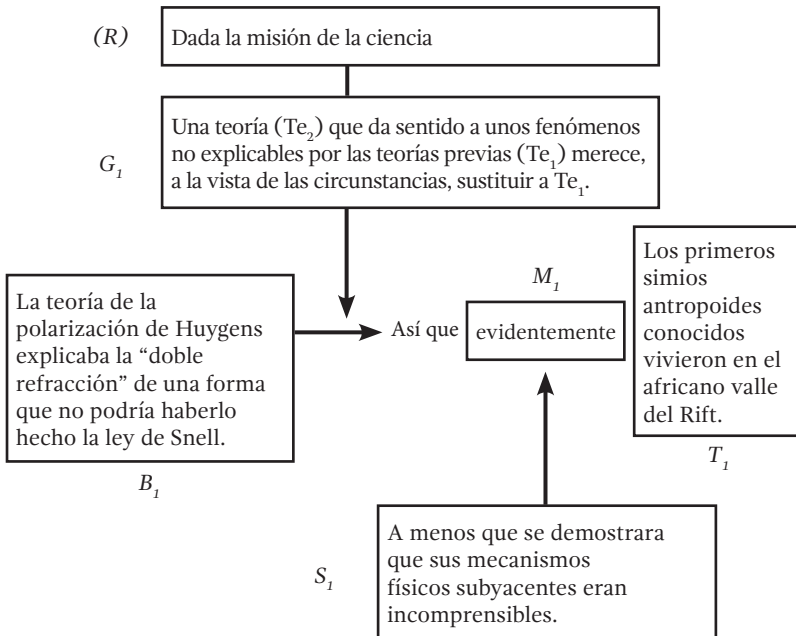 (R)
Dada la misión de la ciencia
G1
Una teoría (Te2) que da sentido a unos fenómenos
no explicables por las teorías previas (Te1) merece,
a la vista de las circunstancias, sustituir a Te1.
La teoría de la
polarización de Huygens
explicaba la “doble
refracción” de una forma
que no podría haberlo
hecho la ley de Snell.
B1
Así que
M1
evidentemente
Los primeros
simios
antropoides
conocidos
vivieron en el
africano valle
del Rift.
T1
S1
A menos que se demostrara
que sus mecanismos
físicos subyacentes eran
incomprensibles.